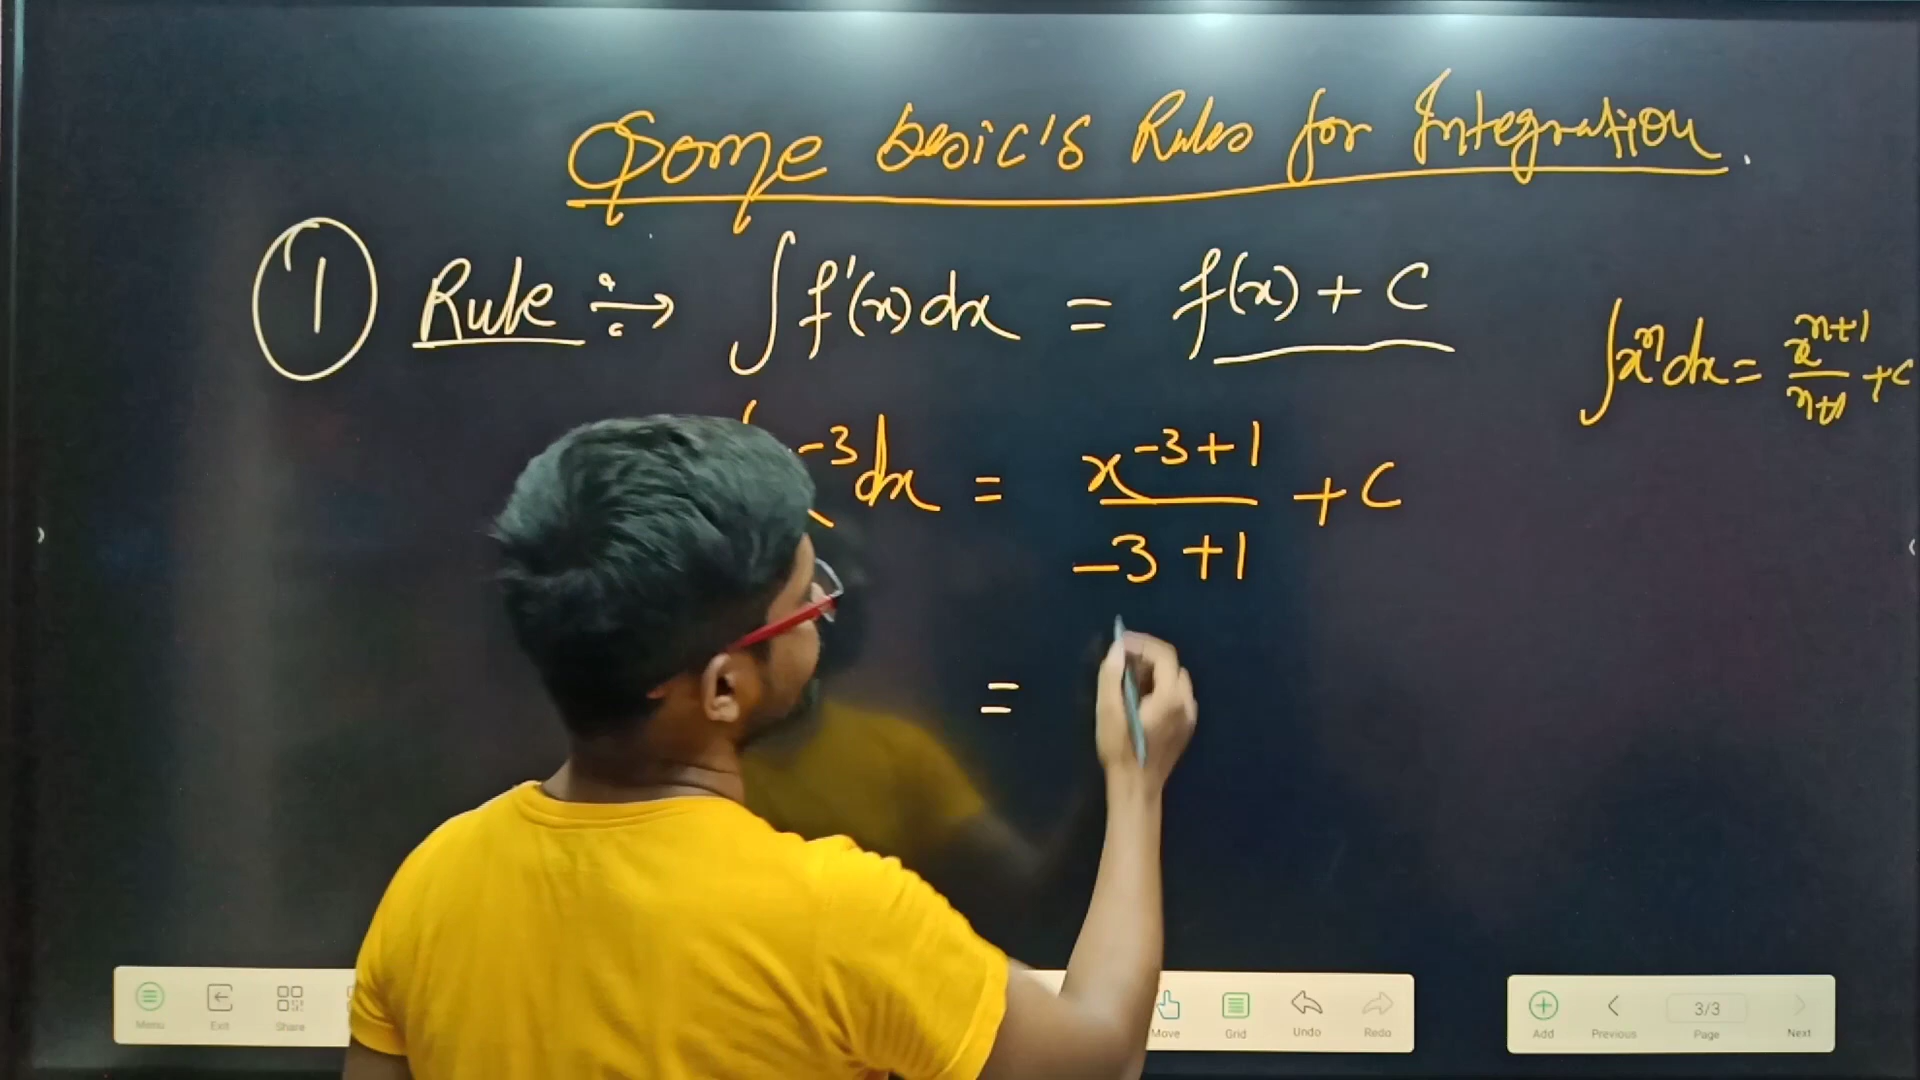 Some besic's Rules for Integration.
1 Rule ÷→ ∫f'(x)dx = f(x) + C
∫xⁿdx = xⁿ⁺¹/n+1 + C
-3 dx = x^-3+1/-3+1 + C
=
Menu Exit Share Move Grid Undo Redo Add Previous 3/3 Page Next